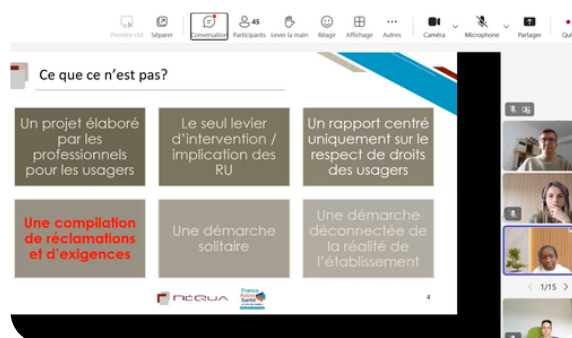 45
Prendre ctrl Séparer Conversation Participants Lever la main Réagir Affichage Autres Caméra Microphone Partager
Ce que ce n'est pas?
Un projet élaboré
par les
professionnels
pour les usagers
Le seul levier
d'intervention /
implication des
RU
Un rapport centré
uniquement sur le
respect de droits
des usagers
Une compilation
de réclamations
et d'exigences
Une démarche
solitaire
Une démarche
déconnectée de
la réalité de
l'établissement
NÉQUA
France
Assos
Santé
4
1/15